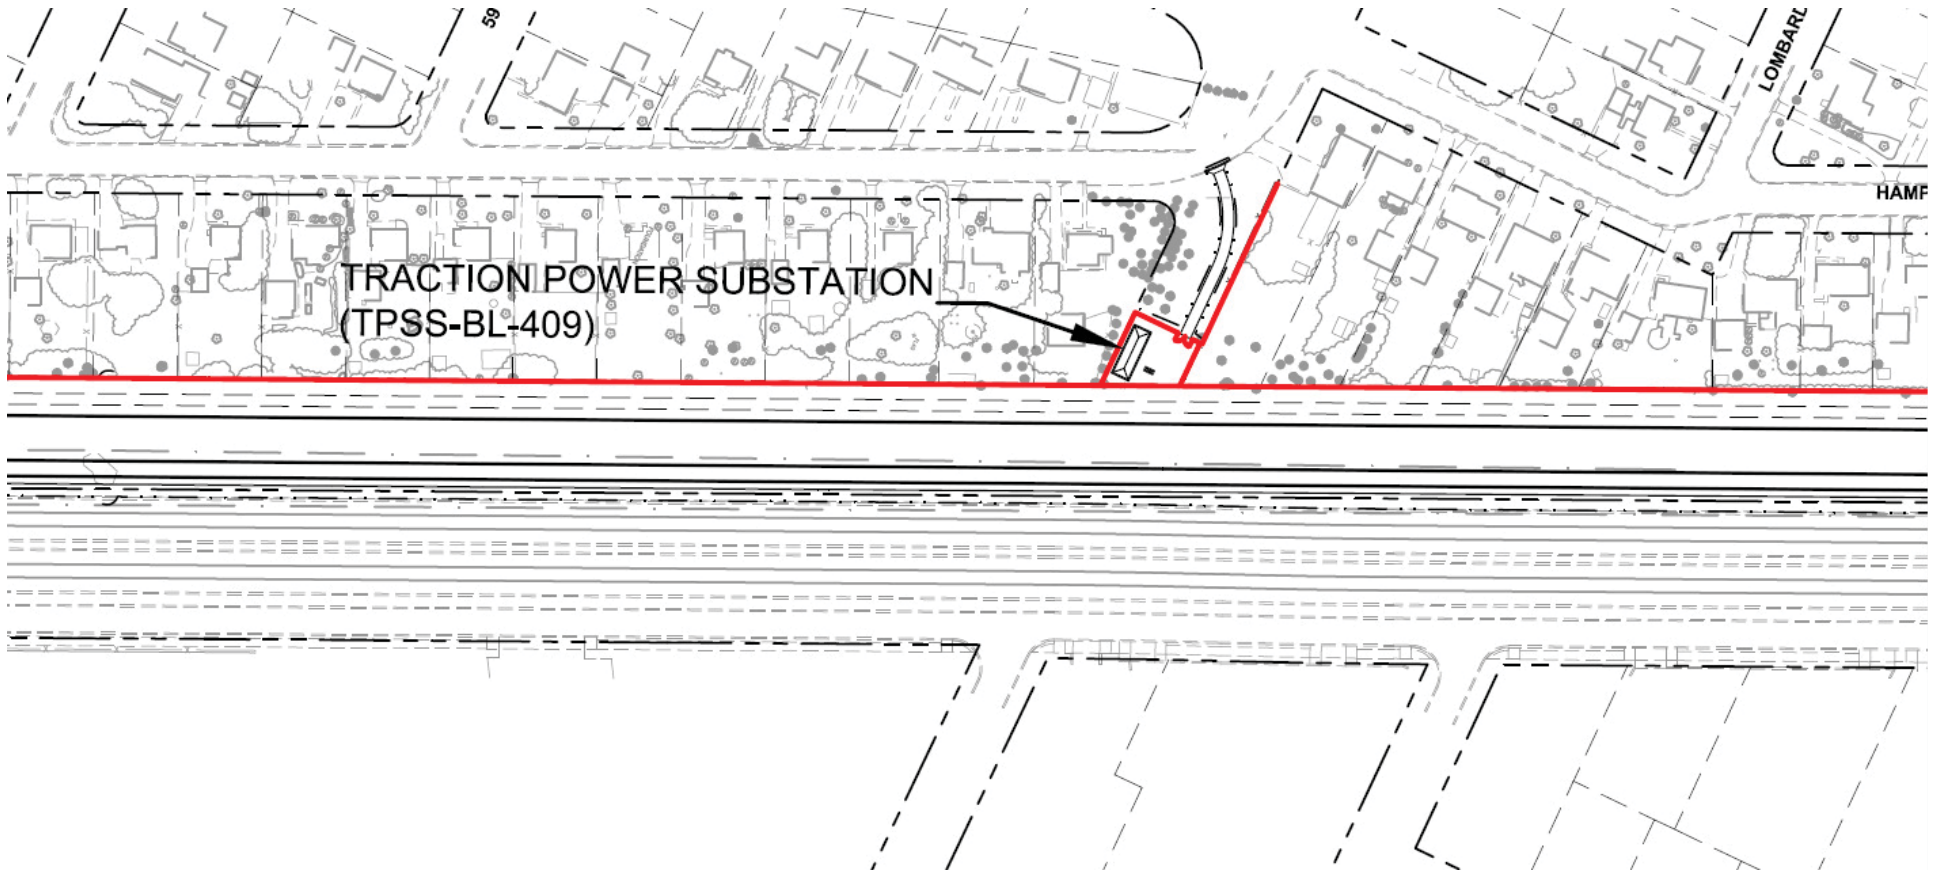 59
LOMBARD
HAMP
TRACTION POWER SUBSTATION
(TPSS-BL-409)